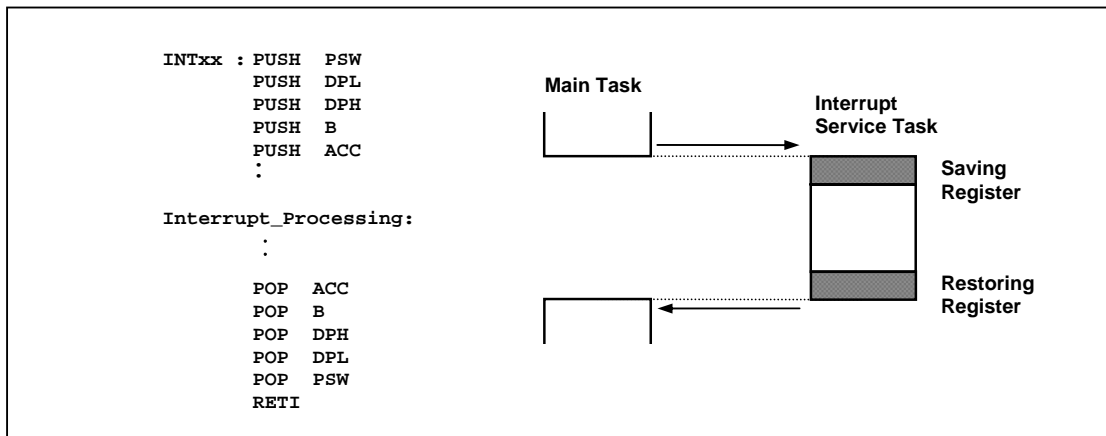 INTxx : PUSH PSW
PUSH DPL
PUSH DPH
PUSH B
PUSH ACC
:
Interrupt_Processing:
.
.
POP ACC
POP B
POP DPH
POP DPL
POP PSW
RETI
Main Task
Interrupt
Service Task
Saving
Register
Restoring
Register